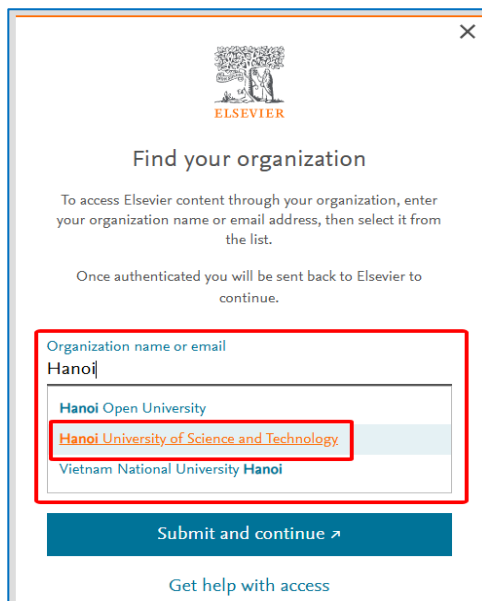 ELSEVIER
Find your organization
To access Elsevier content through your organization, enter
your organization name or email address, then select it from
the list.
Once authenticated you will be sent back to Elsevier to
continue.
Organization name or email
Hanoi
Hanoi Open University
Hanoi University of Science and Technology
Vietnam National University Hanoi
Submit and continue ↗
Get help with access